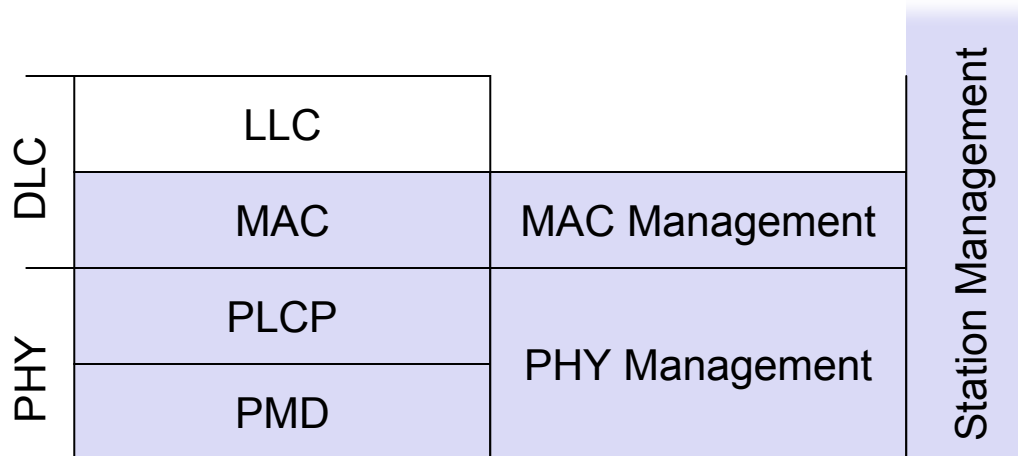 DLC
LLC
MAC
MAC Management
PHY
PLCP
PMD
PHY Management
Station Management